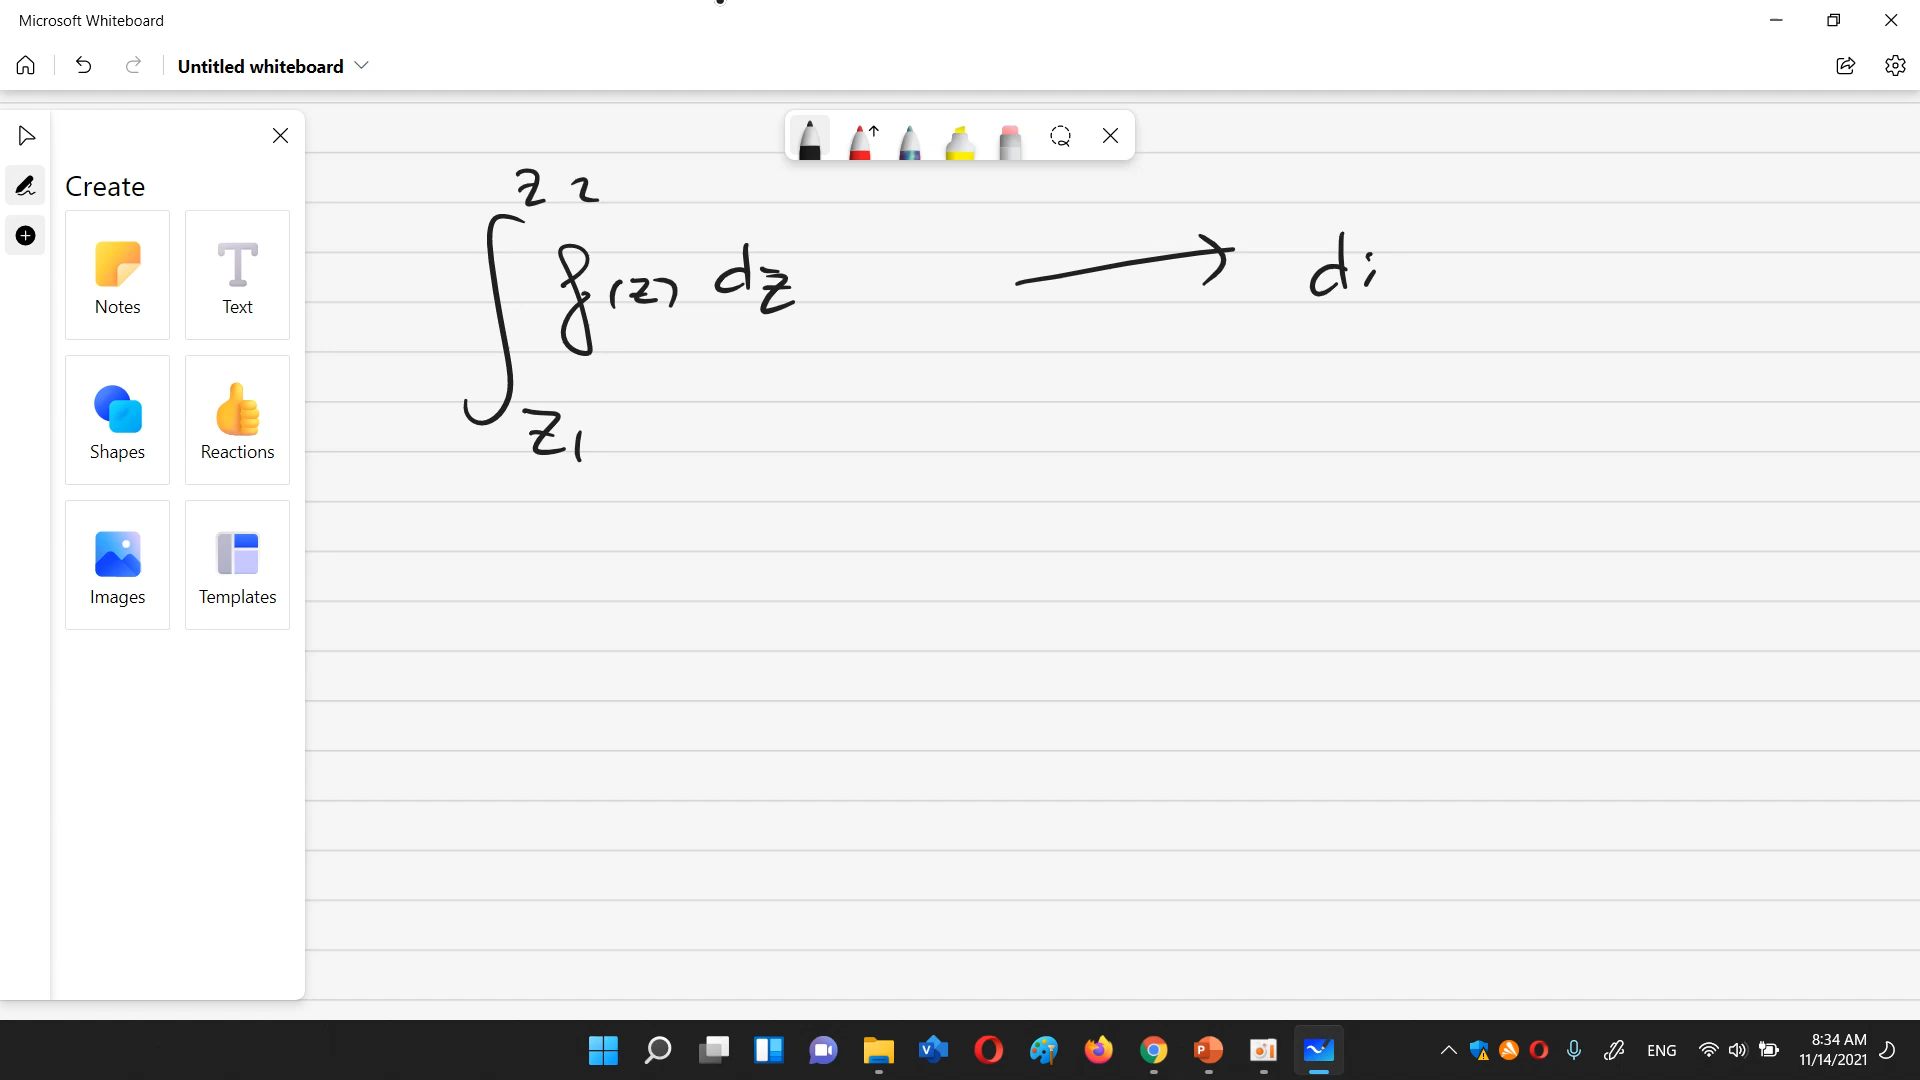 Microsoft Whiteboard
Untitled whiteboard
Create
Notes
Text
Shapes
Reactions
Images
Templates
z2
∫ f(z) dz → di
z1
ENG
8:34 AM
11/14/2021